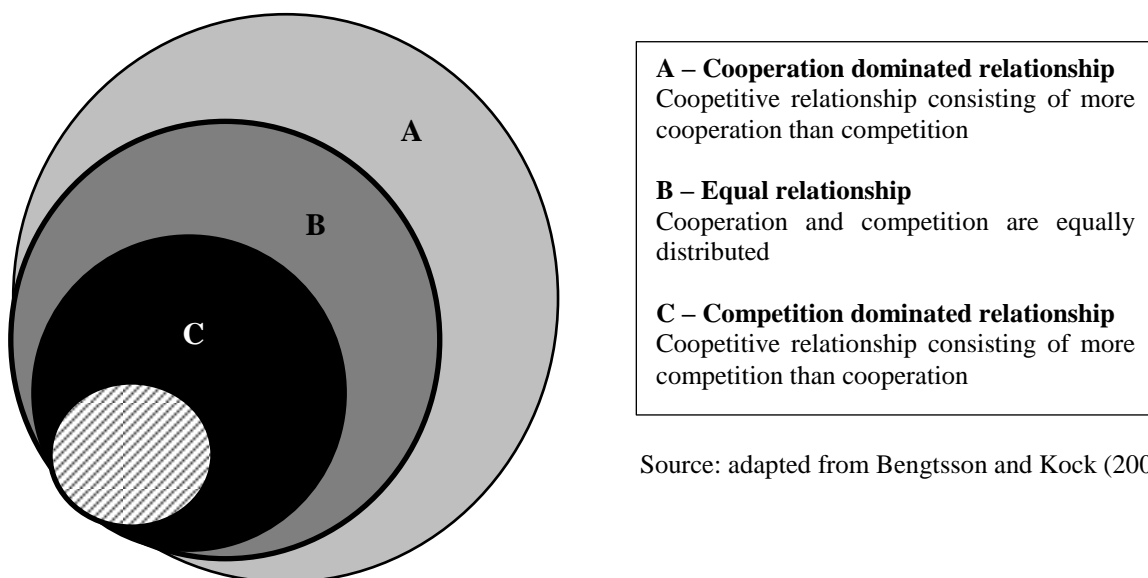 A
B
C
A – Cooperation dominated relationship
Coopetitive relationship consisting of more
cooperation than competition
B – Equal relationship
Cooperation and competition are equally
distributed
C – Competition dominated relationship
Coopetitive relationship consisting of more
competition than cooperation
Source: adapted from Bengtsson and Kock